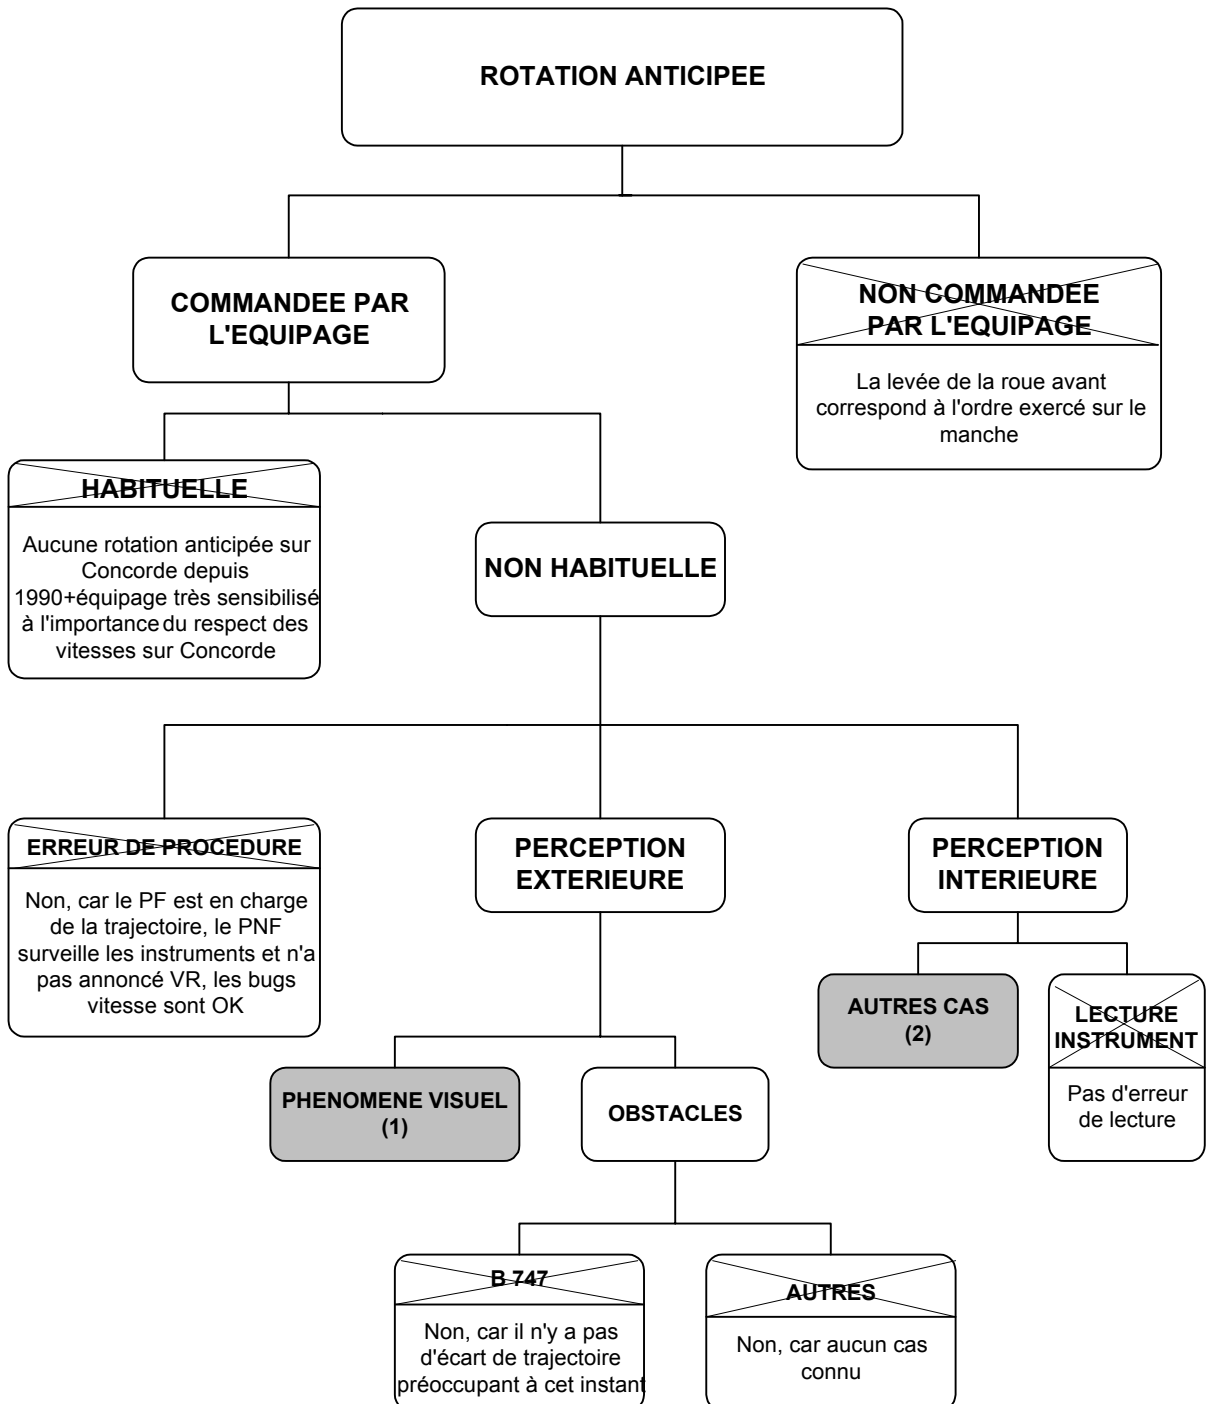 ROTATION ANTICIPEE
COMMANDEE PAR
L'EQUIPAGE
NON COMMANDEE
PAR L'EQUIPAGE
La levée de la roue avant
correspond à l'ordre exercé sur le
manche
HABITUELLE
Aucune rotation anticipée sur
Concorde depuis
1990+équipage très sensibilisé
à l'importance du respect des
vitesses sur Concorde
NON HABITUELLE
ERREUR DE PROCEDURE
Non, car le PF est en charge
de la trajectoire, le PNF
surveille les instruments et n'a
pas annoncé VR, les bugs
vitesse sont OK
PERCEPTION
EXTERIEURE
PERCEPTION
INTERIEURE
AUTRES CAS
(2)
LECTURE
INSTRUMENT
Pas d'erreur
de lecture
PHENOMENE VISUEL
(1)
OBSTACLES
B 747
Non, car il n'y a pas
d'écart de trajectoire
préoccupant à cet instant
AUTRES
Non, car aucun cas
connu